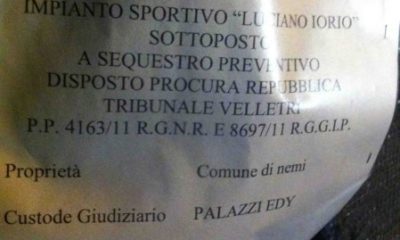 IMPIANTO SPORTIVO "LUCIANO IORIO"
SOTTOPOSTO
A SEQUESTRO PREVENTIVO
DISPOSTO PROCURA REPUBBLICA
TRIBUNALE VELLETRI
P.P. 4163/11 R.G.N.R. E 8697/11 R.G.G.I.P.
Proprietà Comune di nemi
Custode Giudiziario PALAZZI EDY